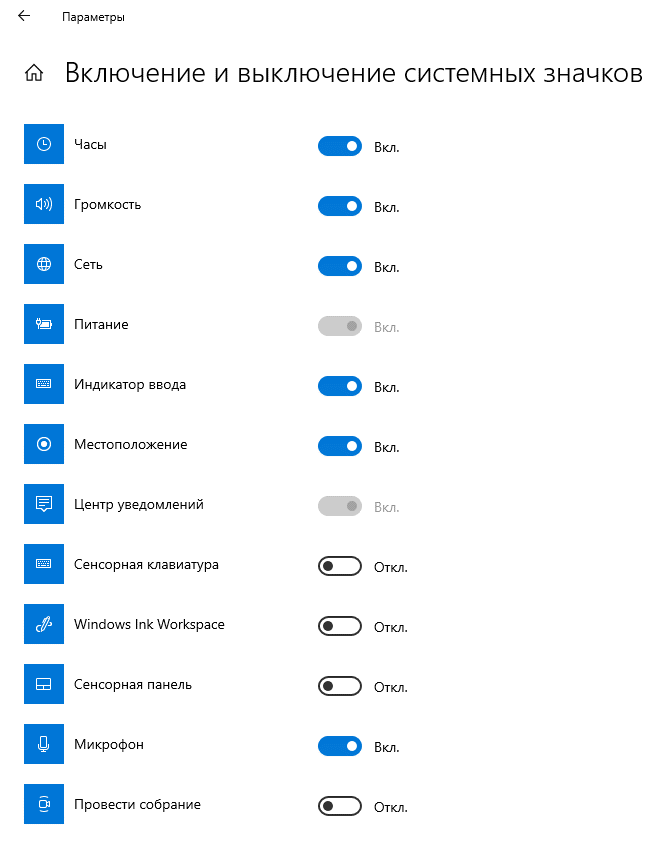 Параметры
Включение и выключение системных значков
Часы Вкл.
Громкость Вкл.
Сеть Вкл.
Питание Вкл.
Индикатор ввода Вкл.
Местоположение Вкл.
Центр уведомлений Вкл.
Сенсорная клавиатура Откл.
Windows Ink Workspace Откл.
Сенсорная панель Откл.
Микрофон Вкл.
Провести собрание Откл.